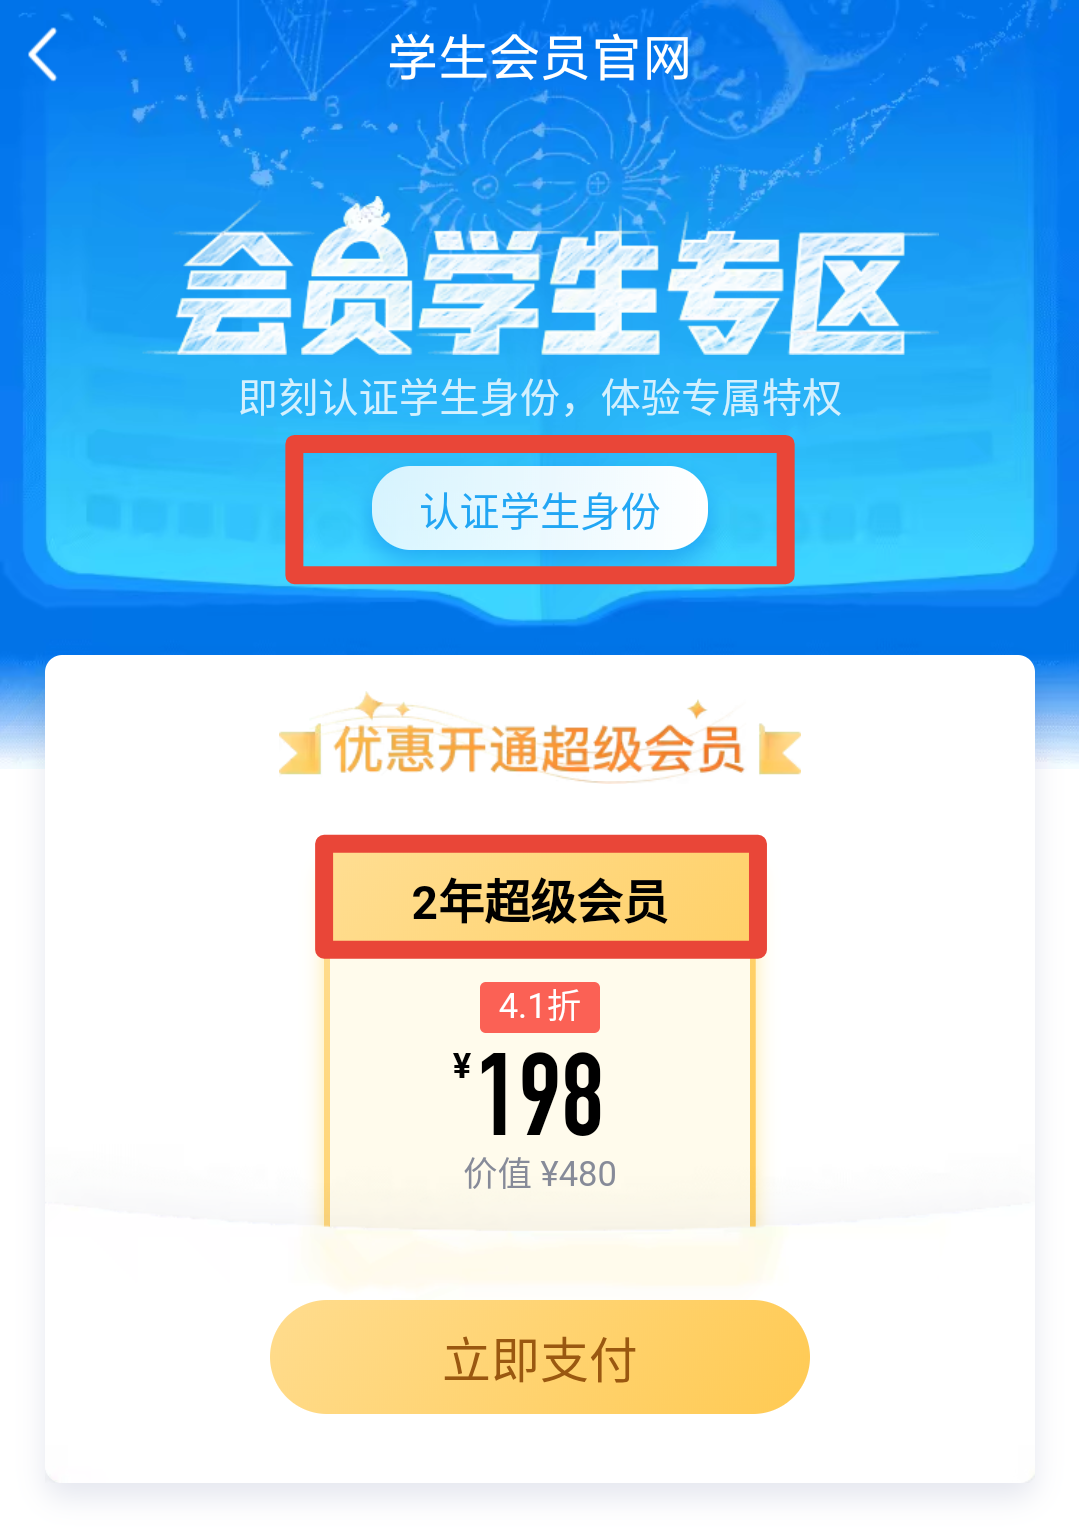 学生会员官网
会员学生专区
即刻认证学生身份，体验专属特权
认证学生身份
优惠开通超级会员
2年超级会员
4.1折
¥198
价值 ¥480
立即支付